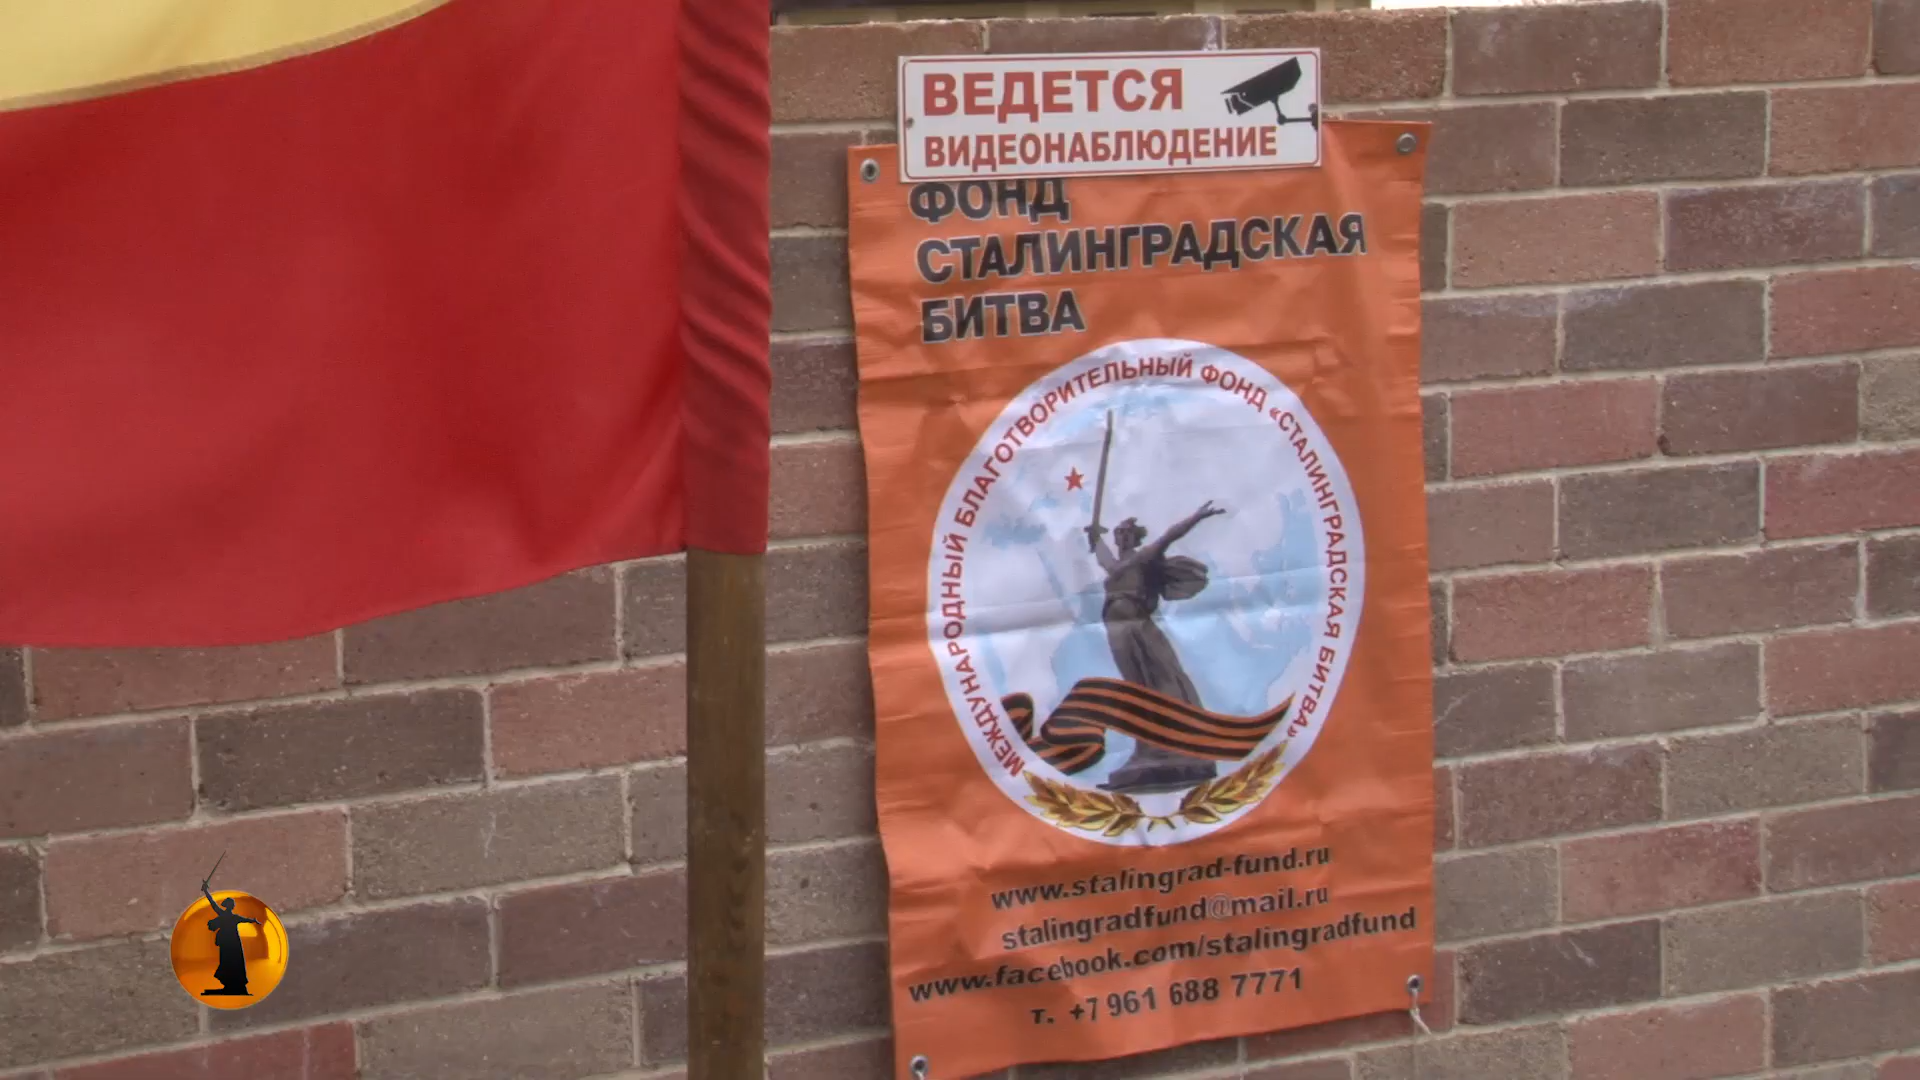 ВЕДЕТСЯ
ВИДЕОНАБЛЮДЕНИЕ
ФОНД
СТАЛИНГРАДСКАЯ
БИТВА
МЕЖДУНАРОДНЫЙ БЛАГОТВОРИТЕЛЬНЫЙ ФОНД «СТАЛИНГРАДСКАЯ БИТВА»
www.stalingrad-fund.ru
stalingradfund@mail.ru
www.facebook.com/stalingradfund
т. +7 961 688 7771